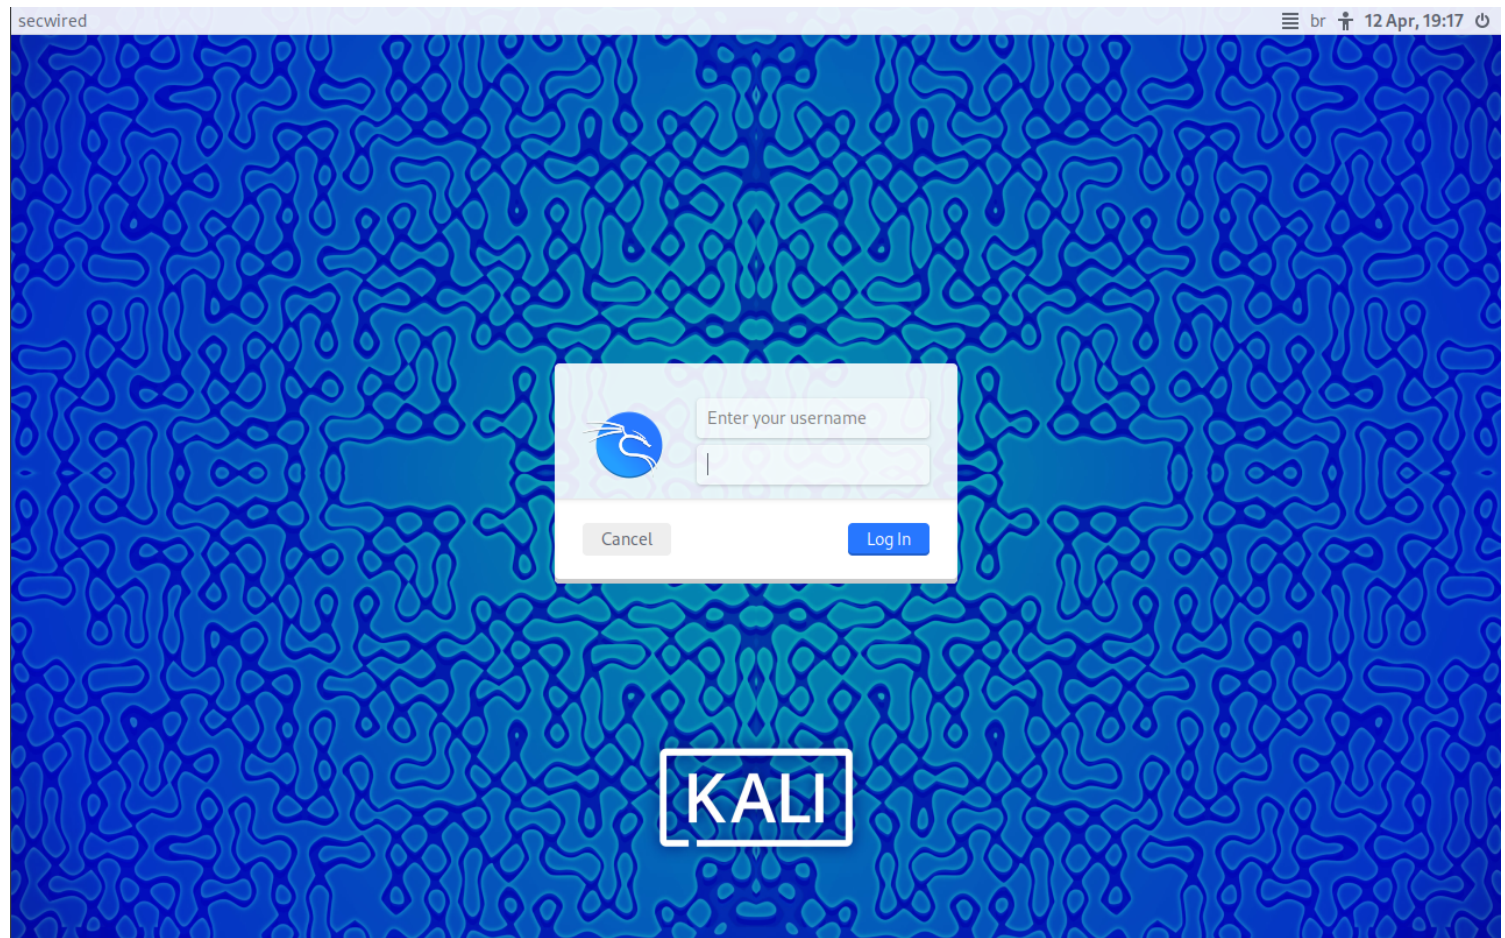 secwired
br 12 Apr, 19:17
Enter your username
Cancel
Log In
KALI